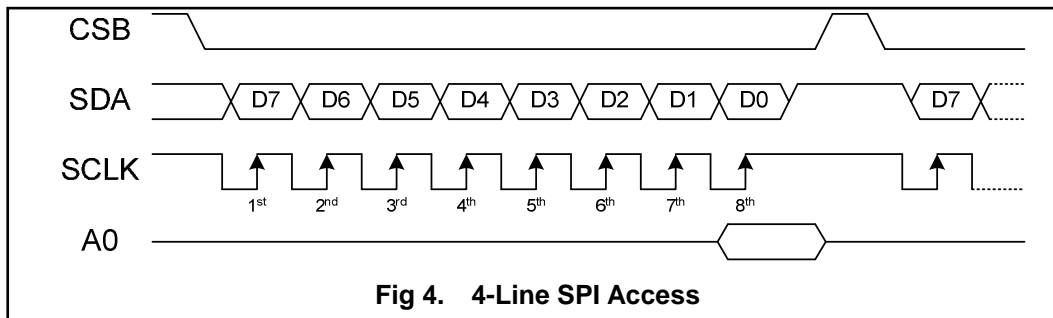 CSB
SDA D7 D6 D5 D4 D3 D2 D1 D0 D7
SCLK
1st 2nd 3rd 4th 5th 6th 7th 8th
A0
Fig 4. 4-Line SPI Access